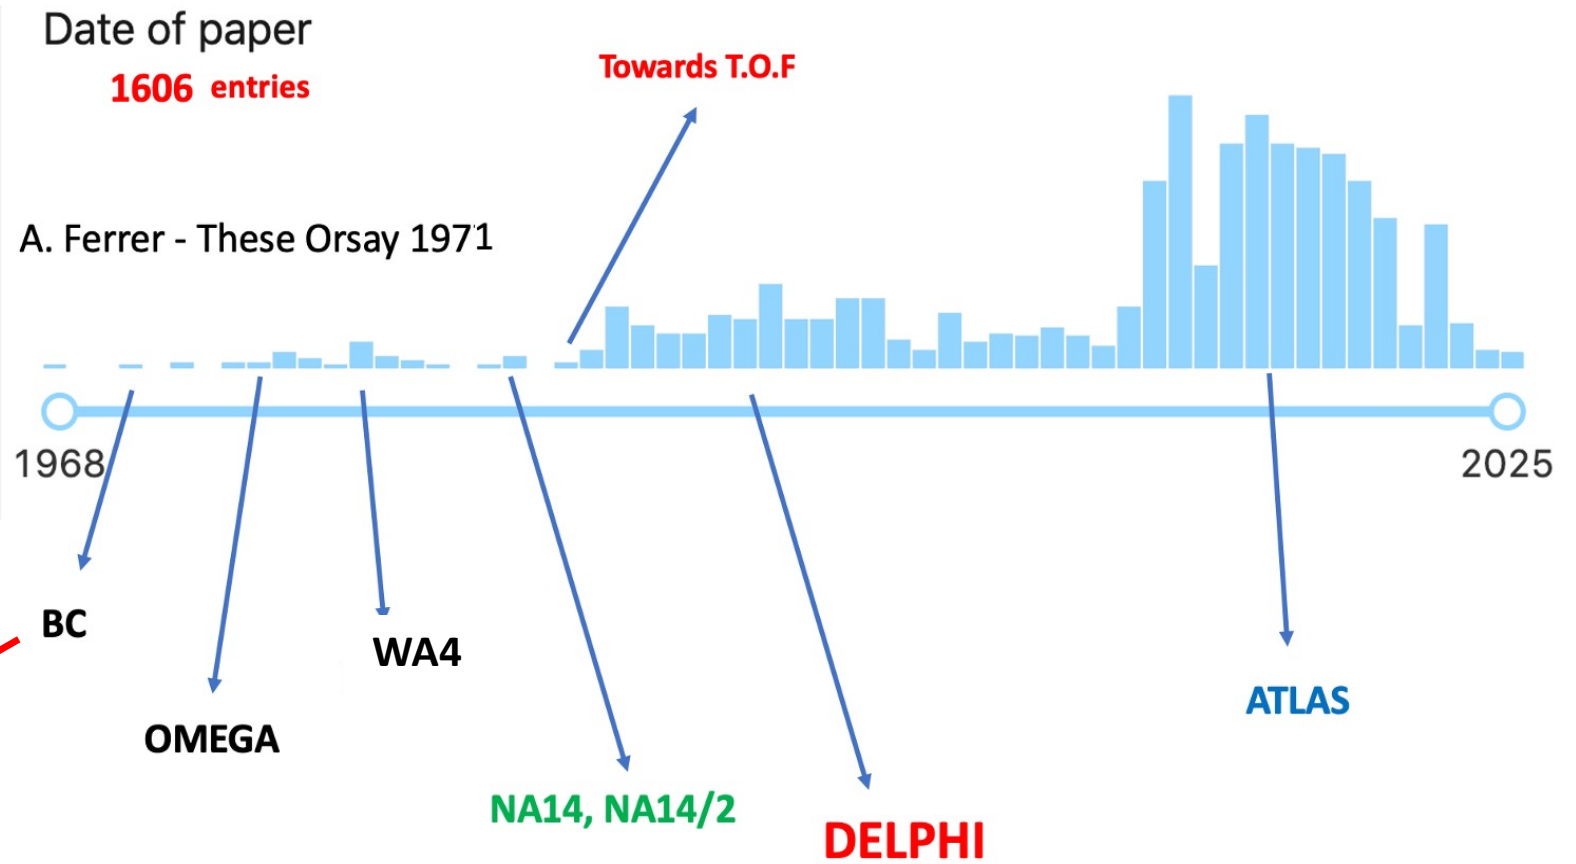 Date of paper
1606 entries
Towards T.O.F
A. Ferrer - These Orsay 1971
1968
2025
BC
WA4
OMEGA
ATLAS
NA14, NA14/2
DELPHI